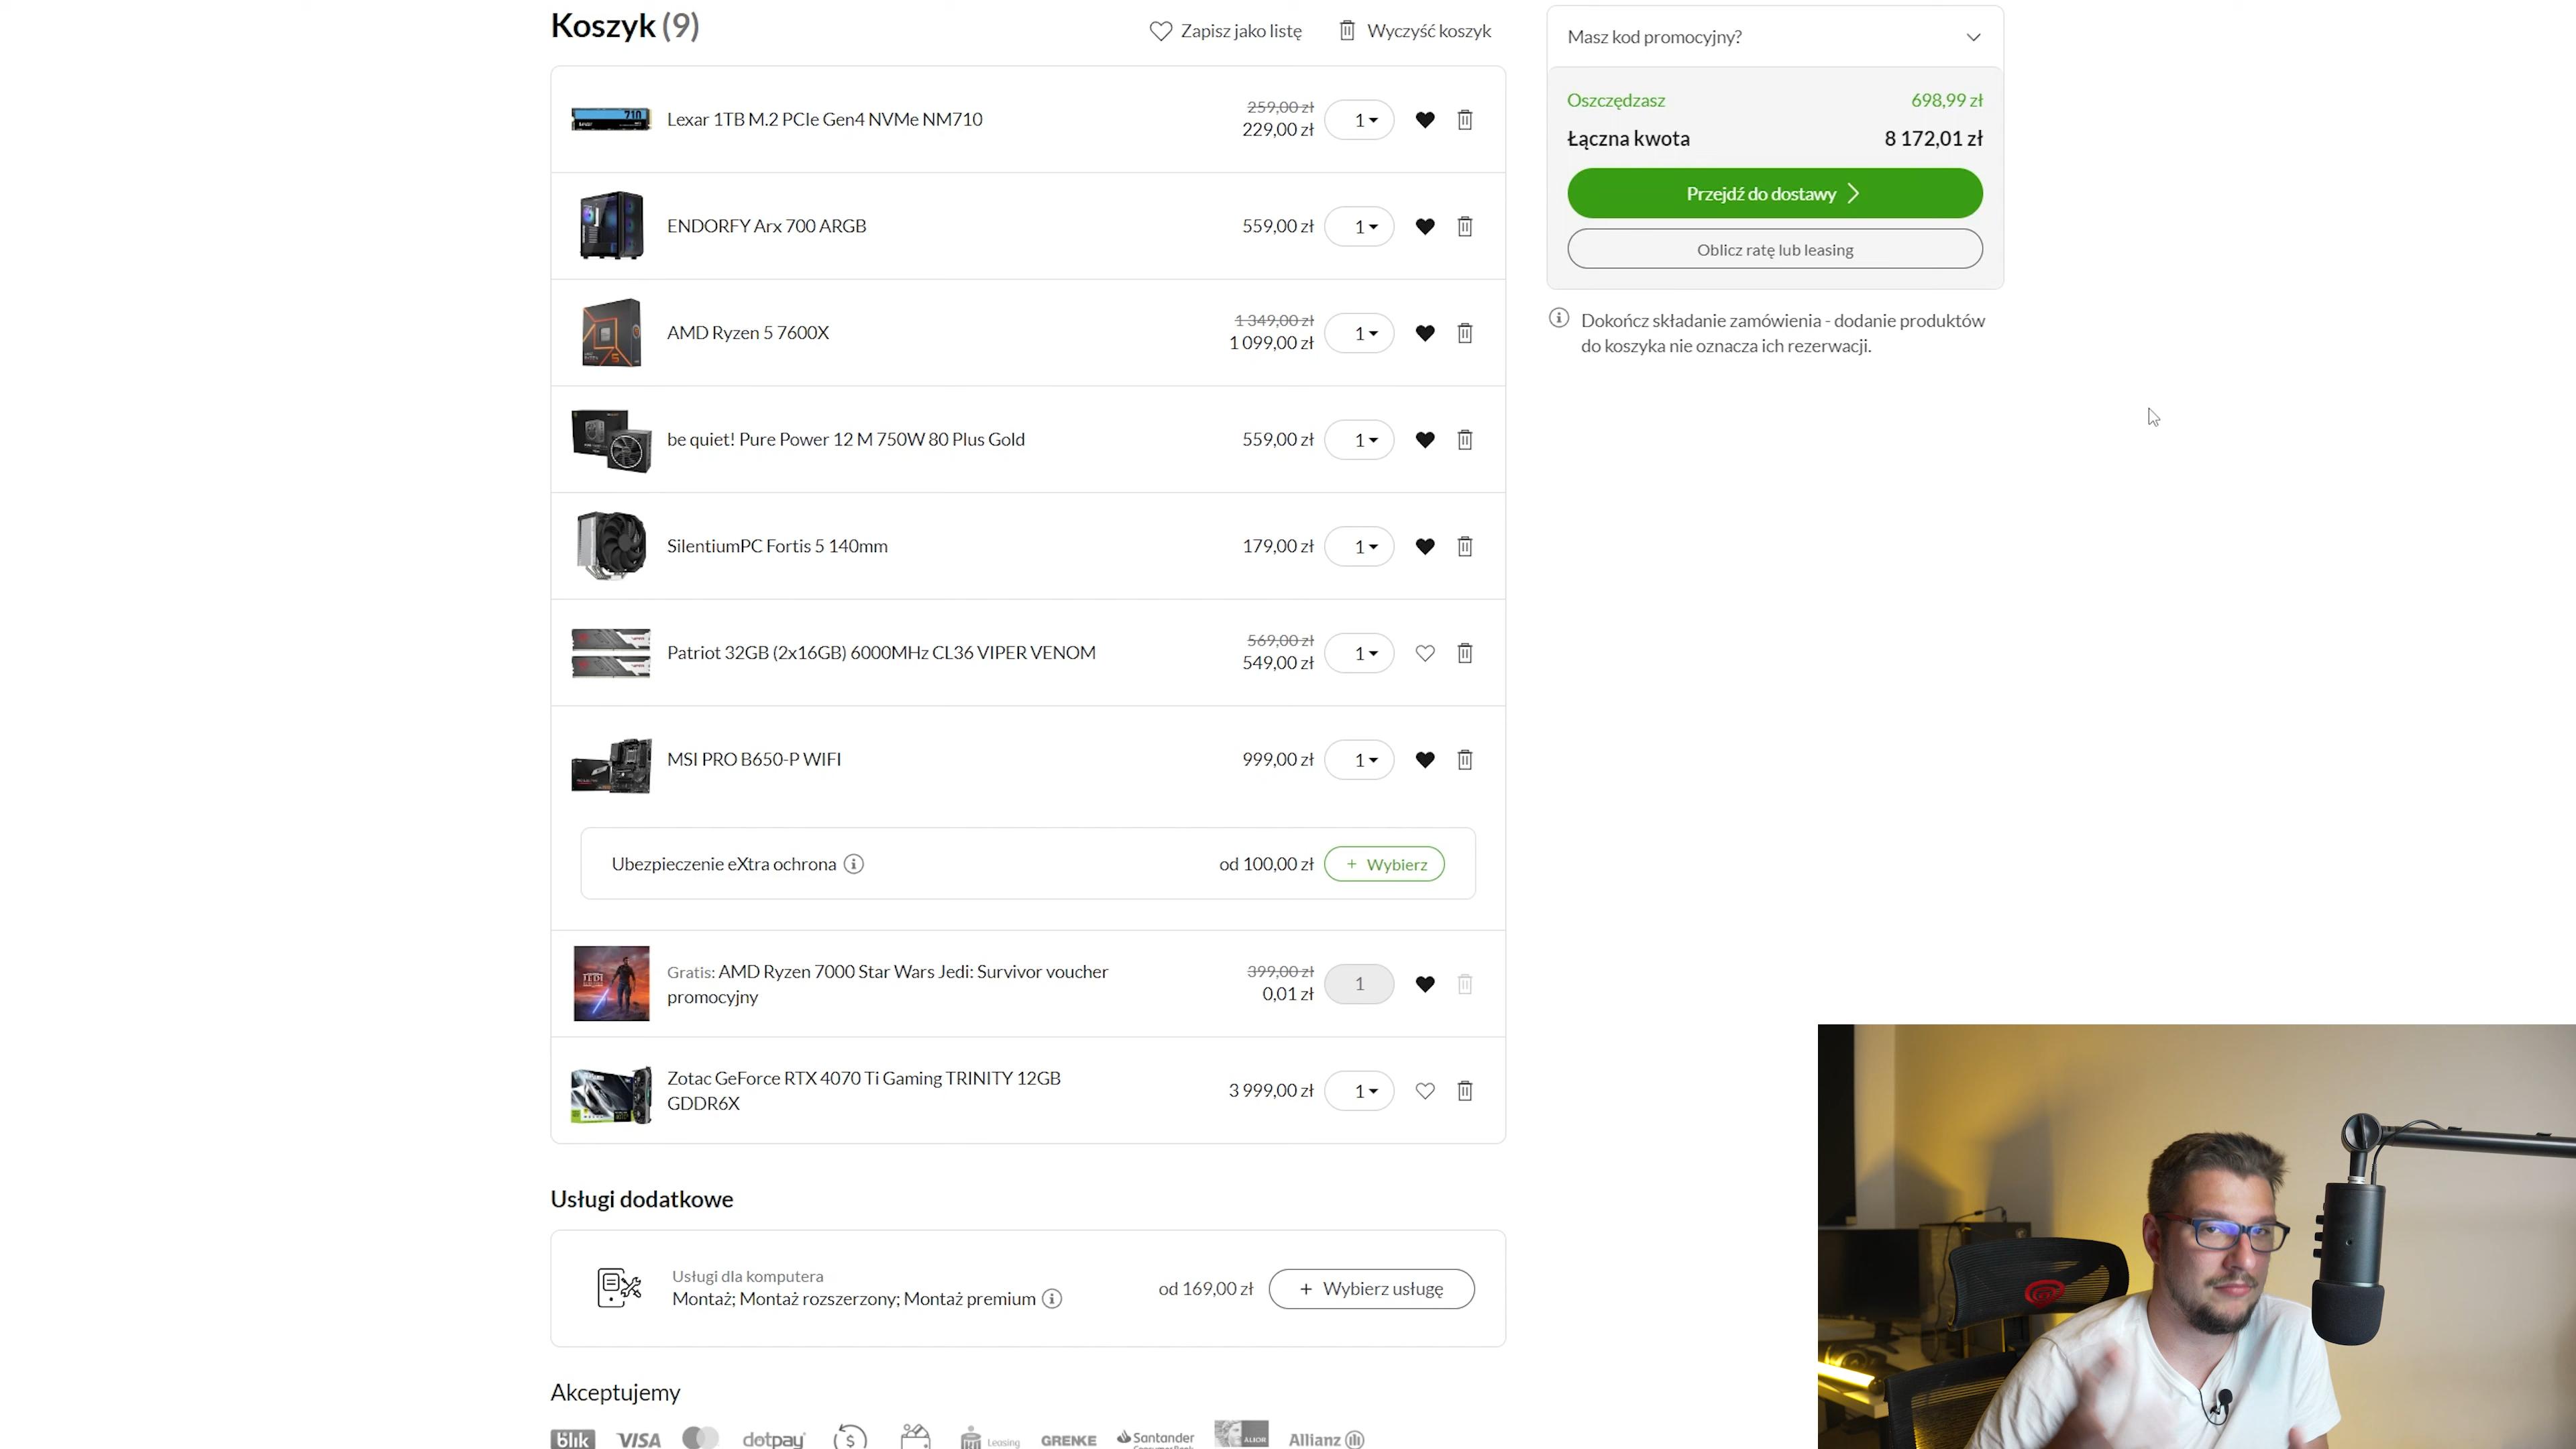 Koszyk (9)
Zapisz jako listę
Wyczyść koszyk
Lexar 1TB M.2 PCIe Gen4 NVMe NM710
259,00 zł
229,00 zł
1
710
ENDORFY Arx 700 ARGB
559,00 zł
1
AMD Ryzen 5 7600X
1 349,00 zł
1 099,00 zł
1
be quiet! Pure Power 12 M 750W 80 Plus Gold
559,00 zł
1
SilentiumPC Fortis 5 140mm
179,00 zł
1
Patriot 32GB (2x16GB) 6000MHz CL36 VIPER VENOM
569,00 zł
549,00 zł
1
MSI PRO B650-P WIFI
999,00 zł
1
Ubezpieczenie eXtra ochrona
od 100,00 zł
+ Wybierz
JEDI
Gratis: AMD Ryzen 7000 Star Wars Jedi: Survivor voucher
promocyjny
399,00 zł
0,01 zł
1
Zotac GeForce RTX 4070 Ti Gaming TRINITY 12GB
GDDR6X
3 999,00 zł
1
Usługi dodatkowe
Usługi dla komputera
Montaż; Montaż rozszerzony; Montaż premium
od 169,00 zł
+ Wybierz usługę
Akceptujemy
blik
VISA
dotpay
Leasing
GRENKE
Santander
ALIOR
Allianz
Masz kod promocyjny?
Oszczędzasz
698,99 zł
Łączna kwota
8 172,01 zł
Przejdź do dostawy
Oblicz ratę lub leasing
Dokończ składanie zamówienia - dodanie produktów
do koszyka nie oznacza ich rezerwacji.